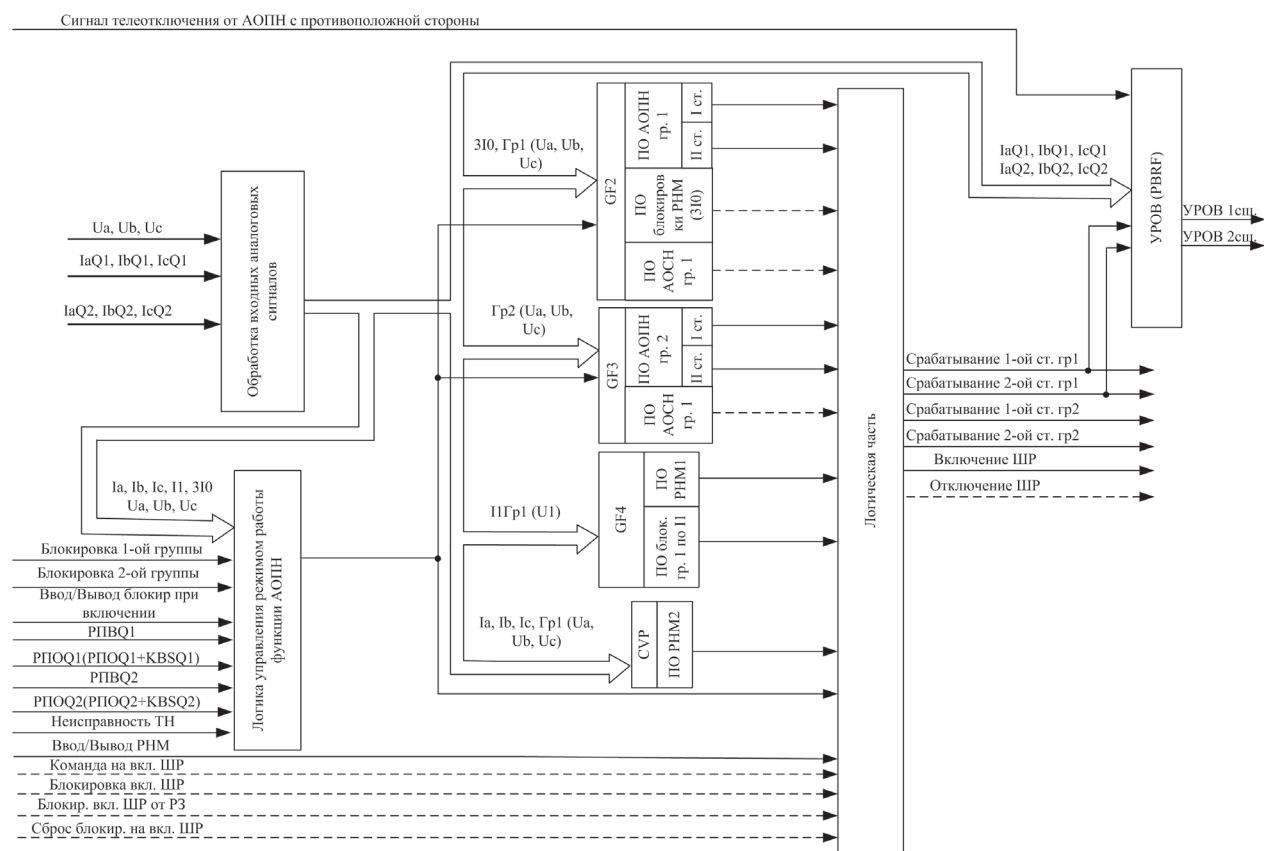 Сигнал телеотключения от АОПН с противоположной стороны
Ua, Ub, Uc
IaQ1, IbQ1, IcQ1
IaQ2, IbQ2, IcQ2
Обработка входных аналоговых
сигналов
Ia, Ib, Ic, I1, 3I0
Ua, Ub, Uc
Блокировка 1-ой группы
Блокировка 2-ой группы
Ввод/Вывод блокир при
включении
РПВQ1
РПОQ1(РПОQ1+KBSQ1)
РПВQ2
РПОQ2(РПОQ2+KBSQ2)
Неисправность ТН
Логика управления режимом работы
функции АОПН
Ввод/Вывод РНМ
Команда на вкл. ШР
Блокировка вкл. ШР
Блокир. вкл. ШР от РЗ
Сброс блокир. на вкл. ШР
3I0, Гр1 (Ua, Ub,
Uc)
GF2
ПО АОПН
гр. 1
I ст.
II ст.
ПО
блокиров
ки РНМ
(3I0)
ПО
АОСН
гр. 1
Гр2 (Ua, Ub,
Uc)
GF3
ПО АОПН
гр. 2
I ст.
II ст.
ПО
АОСН
гр. 1
I1Гр1 (U1)
GF4
ПО
РНМ1
ПО блок.
гр. 1 по I1
Ia, Ib, Ic, Гр1 (Ua,
Ub, Uc)
CVP
ПО РНМ2
Логическая часть
IaQ1, IbQ1, IcQ1
IaQ2, IbQ2, IcQ2
УРОВ (PBRF)
УРОВ 1сш.
УРОВ 2сш.
Срабатывание 1-ой ст. гр1
Срабатывание 2-ой ст. гр1
Срабатывание 1-ой ст. гр2
Срабатывание 2-ой ст. гр2
Включение ШР
Отключение ШР